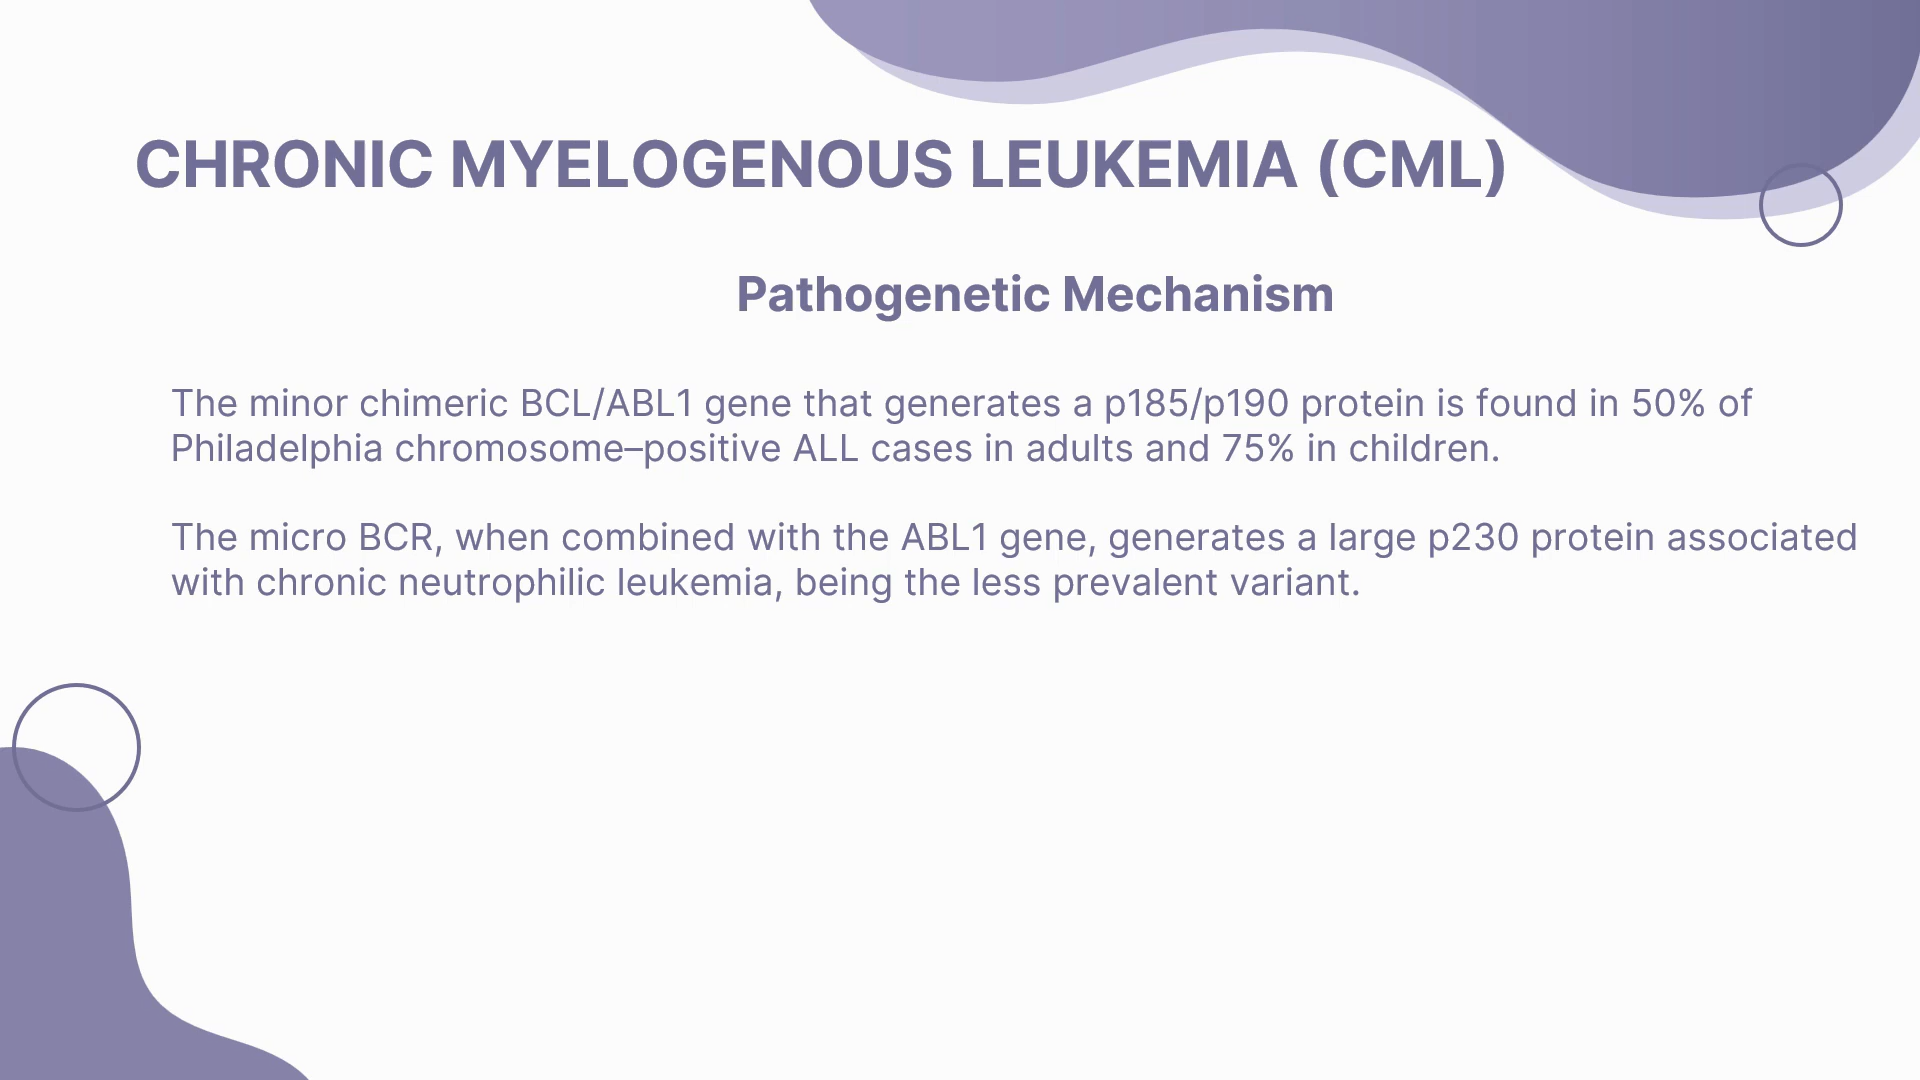 CHRONIC MYELOGENOUS LEUKEMIA (CML)
Pathogenetic Mechanism
The minor chimeric BCL/ABL1 gene that generates a p185/p190 protein is found in 50% of
Philadelphia chromosome–positive ALL cases in adults and 75% in children.
The micro BCR, when combined with the ABL1 gene, generates a large p230 protein associated
with chronic neutrophilic leukemia, being the less prevalent variant.